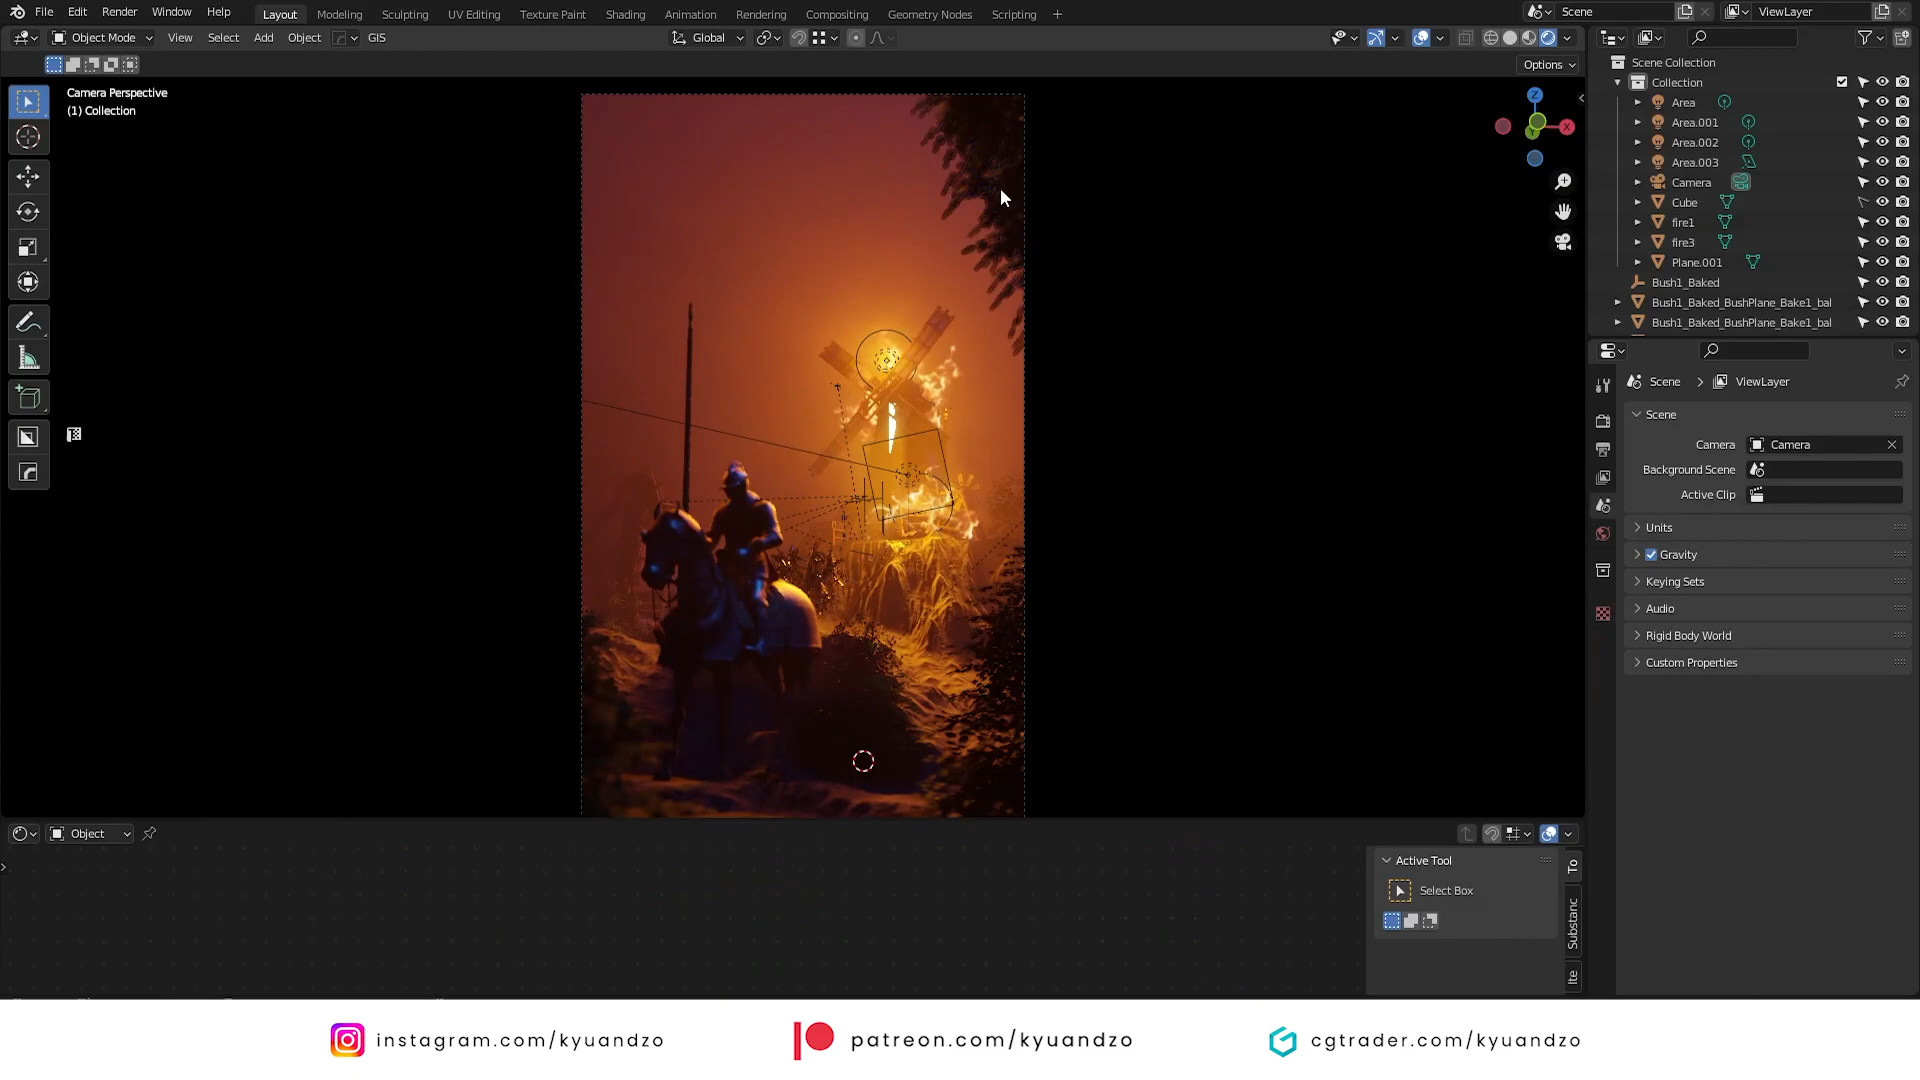 File Edit Render Window Help Layout Modeling Sculpting UV Editing Texture Paint Shading Animation Rendering Compositing Geometry Nodes Scripting + Scene ViewLayer
Object Mode View Select Add Object GIS Global
Options
Camera Perspective
(1) Collection
Z
X
Y
Scene Collection
Collection
Area
Area.001
Area.002
Area.003
Camera
Cube
fire1
fire3
Plane.001
Bush1_Baked
Bush1_Baked_BushPlane_Bake1_bal
Bush1_Baked_BushPlane_Bake1_bal
Scene > ViewLayer
Scene
Camera Camera
Background Scene
Active Clip
Units
Gravity
Keying Sets
Audio
Rigid Body World
Custom Properties
Object
Active Tool
Select Box
To
Substanc
Ite
instagram.com/kyuandzo patreon.com/kyuandzo cgtrader.com/kyuandzo